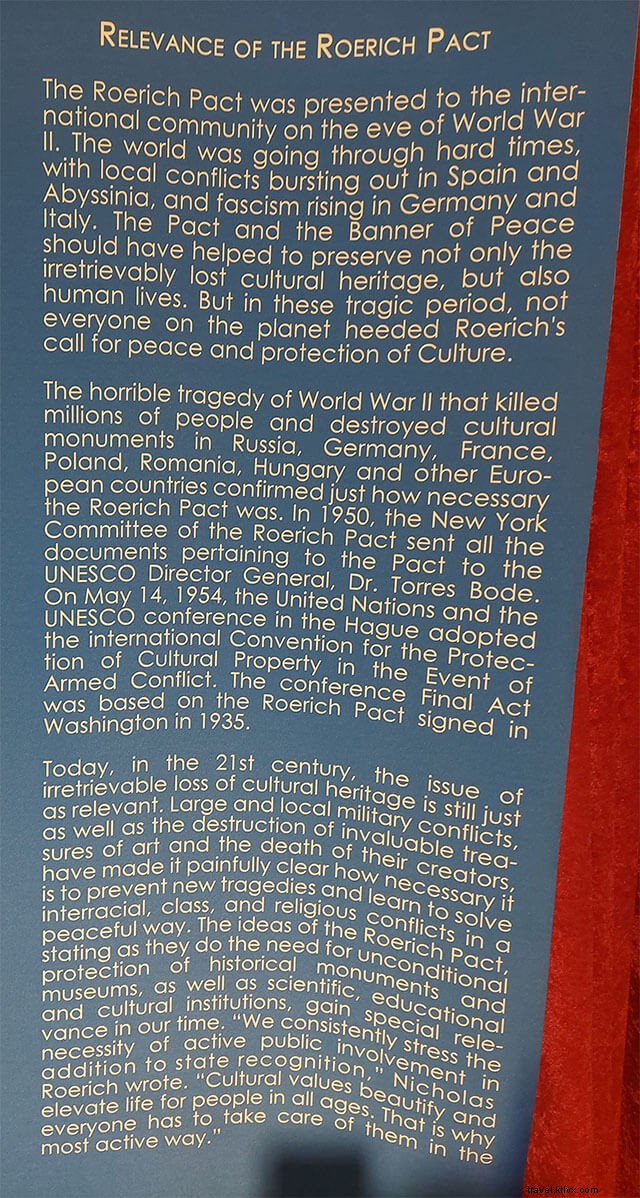 RELEVANCE OF THE ROERICH PACT
The Roerich Pact was presented to the inter-
national community on the eve of World War
II. The world was going through hard times,
with local conflicts bursting out in Spain and
Abyssinia, and fascism rising in Germany and
Italy. The Pact and the Banner of Peace
should have helped to preserve not only the
irretrievably lost cultural heritage, but also
human lives. But in these tragic period, not
everyone on the planet heeded Roerich's
call for peace and protection of Culture.
The horrible tragedy of World War II that killed
millions of people and destroyed cultural
monuments in Russia, Germany, France,
Poland, Romania, Hungary and other Euro-
pean countries confirmed just how necessary
the Roerich Pact was. In 1950, the New York
Committee of the Roerich Pact sent all the
documents pertaining to the Pact to the
UNESCO Director General, Dr. Torres Bode.
On May 14, 1954, the United Nations and the
UNESCO conference in the Hague adopted
the international Convention for the Protec-
tion of Cultural Property in the Event of
Armed Conflict. The conference Final Act
was based on the Roerich Pact signed in
Washington in 1935.
Today, in the 21st century, the issue of
irretrievable loss of cultural heritage is still just
as relevant. Large and local military conflicts,
as well as the destruction of invaluable trea-
sures of art and the death of their creators,
have made it painfully clear how necessary it
is to prevent new tragedies and learn to solve
interracial, class, and religious conflicts in a
peaceful way. The ideas of the Roerich Pact,
stating as they do the need for unconditional
protection of historical monuments and
museums, as well as scientific, educational
and cultural institutions, gain special rele-
vance in our time. "We consistently stress the
necessity of active public involvement in
addition to state recognition," Nicholas
Roerich wrote. "Cultural values beautify and
elevate life for people in all ages. That is why
everyone has to take care of them in the
most active way."
travel.kllvx.com